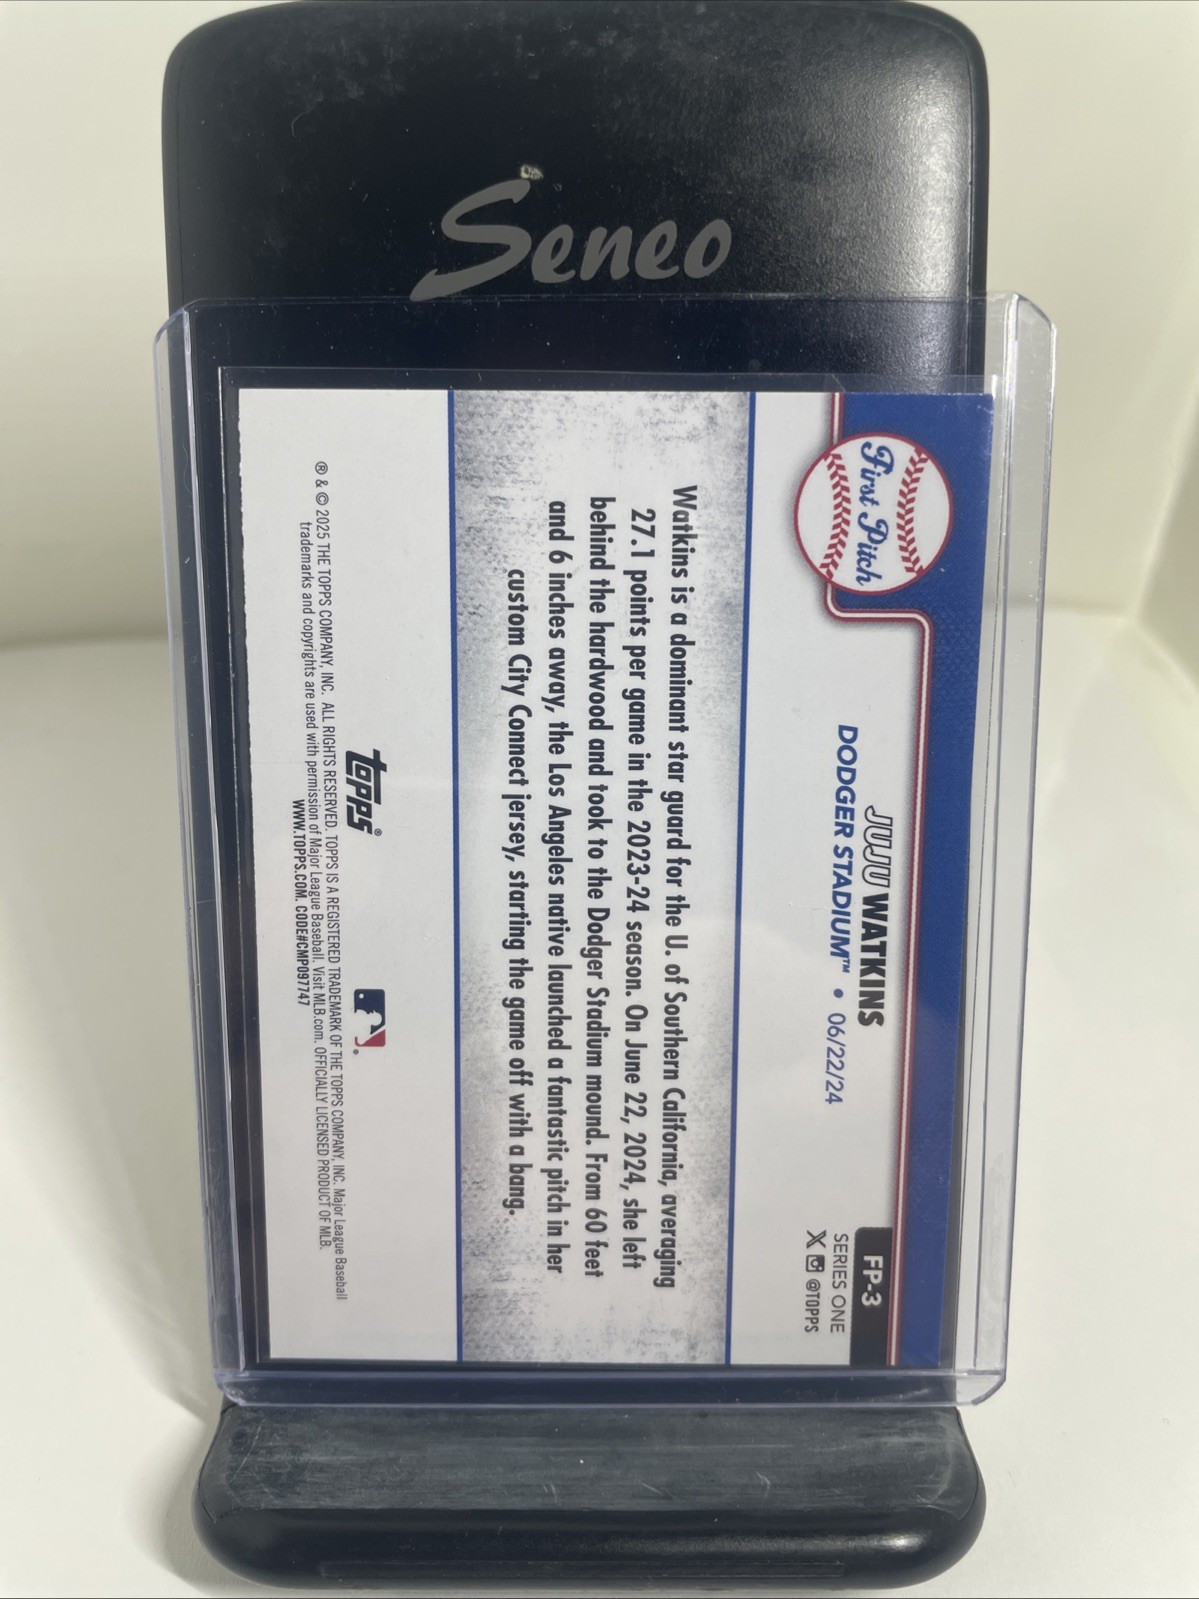 Seneo
First Pitch
JUJU WATKINS
DODGER STADIUM™ • 06/22/24
FP-3
SERIES ONE
X @TOPPS
Watkins is a dominant star guard for the U. of Southern California, averaging
27.1 points per game in the 2023-24 season. On June 22, 2024, she left
behind the hardwood and took to the Dodger Stadium mound. From 60 feet
and 6 inches away, the Los Angeles native launched a fantastic pitch in her
custom City Connect jersey, starting the game off with a bang.
topps®
® & © 2025 THE TOPPS COMPANY, INC. ALL RIGHTS RESERVED. TOPPS IS A REGISTERED TRADEMARK OF THE TOPPS COMPANY, INC. Major League Baseball
trademarks and copyrights are used with permission of Major League Baseball. Visit MLB.com. OFFICIALLY LICENSED PRODUCT OF MLB.
WWW.TOPPS.COM. CODE#CMP097747